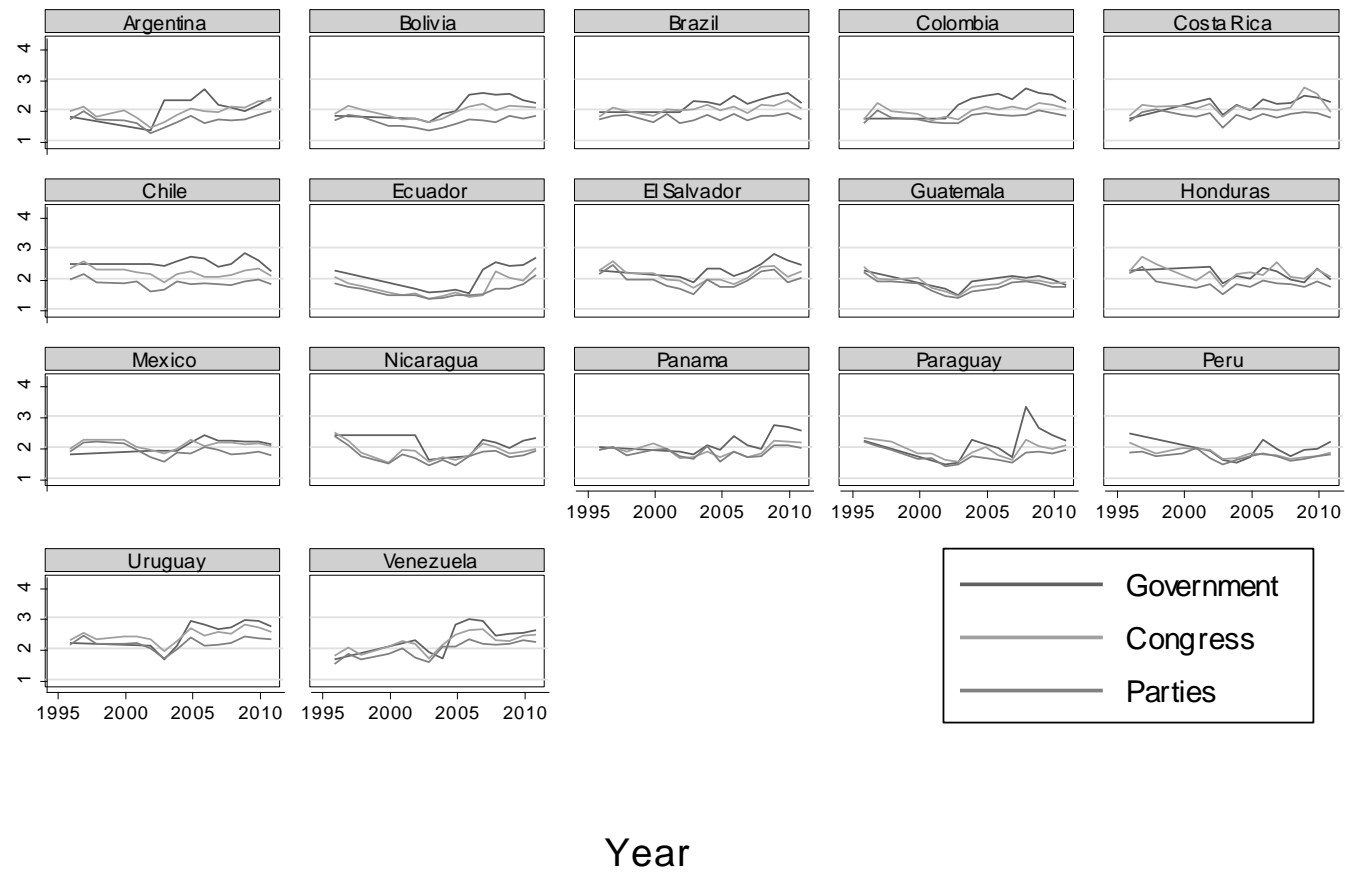 Argentina Bolivia Brazil Colombia Costa Rica
4
3
2
1
Chile Ecuador El Salvador Guatemala Honduras
4
3
2
1
Mexico Nicaragua Panama Paraguay Peru
4
3
2
1
1995 2000 2005 2010 1995 2000 2005 2010 1995 2000 2005 2010
Uruguay Venezuela
4
3
2
1
1995 2000 2005 2010 1995 2000 2005 2010
Government
Congress
Parties
Year